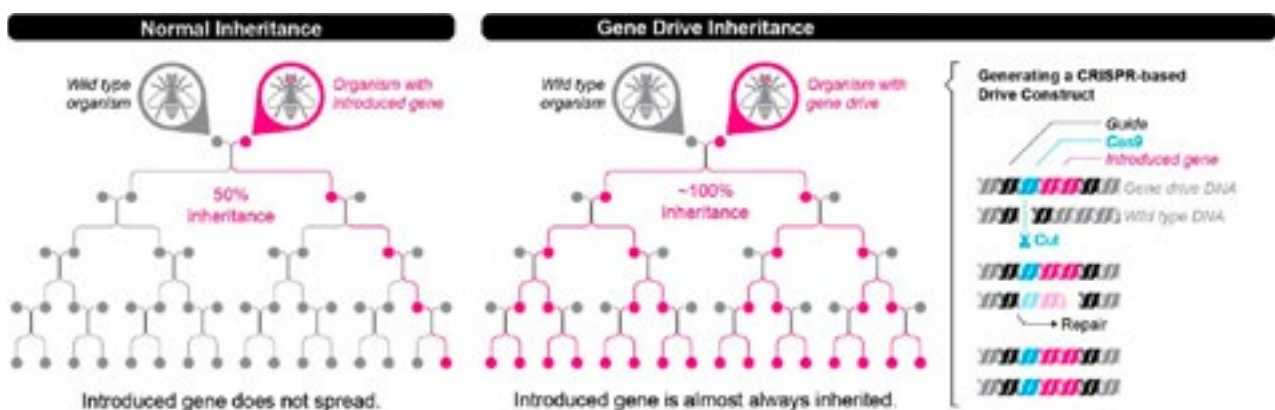 Normal Inheritance
Wild type
organism
Organism with
introduced gene
50%
inheritance
Introduced gene does not spread.
Gene Drive Inheritance
Wild type
organism
Organism with
gene drive
~100%
inheritance
Introduced gene is almost always inherited.
Generating a CRISPR-based
Drive Construct
Guide
Cas9
Introduced gene
Gene drive DNA
Wild type DNA
Cut
Repair